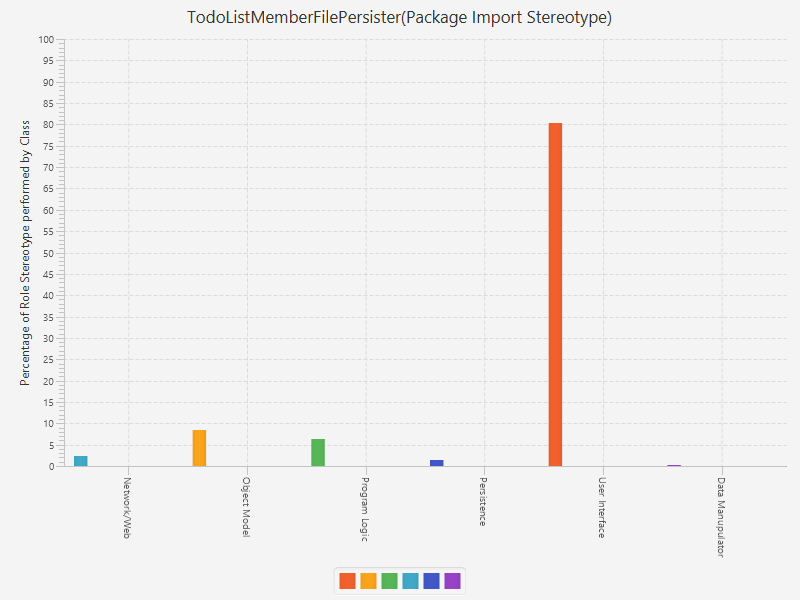 TodoListMemberFilePersister(Package Import Stereotype)
Percentage of Role Stereotype performed by Class
100
95
90
85
80
75
70
65
60
55
50
45
40
35
30
25
20
15
10
5
0
Network/Web
Object Model
Program Logic
Persistence
User Interface
Data Manupulator